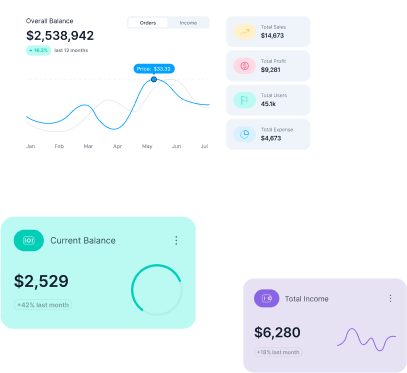 Overall Balance
Orders
Income
$2,538,942
+ 16.5%
last 12 months
Price: $33.32
Jan
Feb
Mar
Apr
May
Jun
Jul
Total Sales
$14,673
Total Profit
$9,281
Total Users
45.1k
Total Expense
$4,673
Current Balance
$2,529
+42% last month
Total Income
$6,280
+18% last month